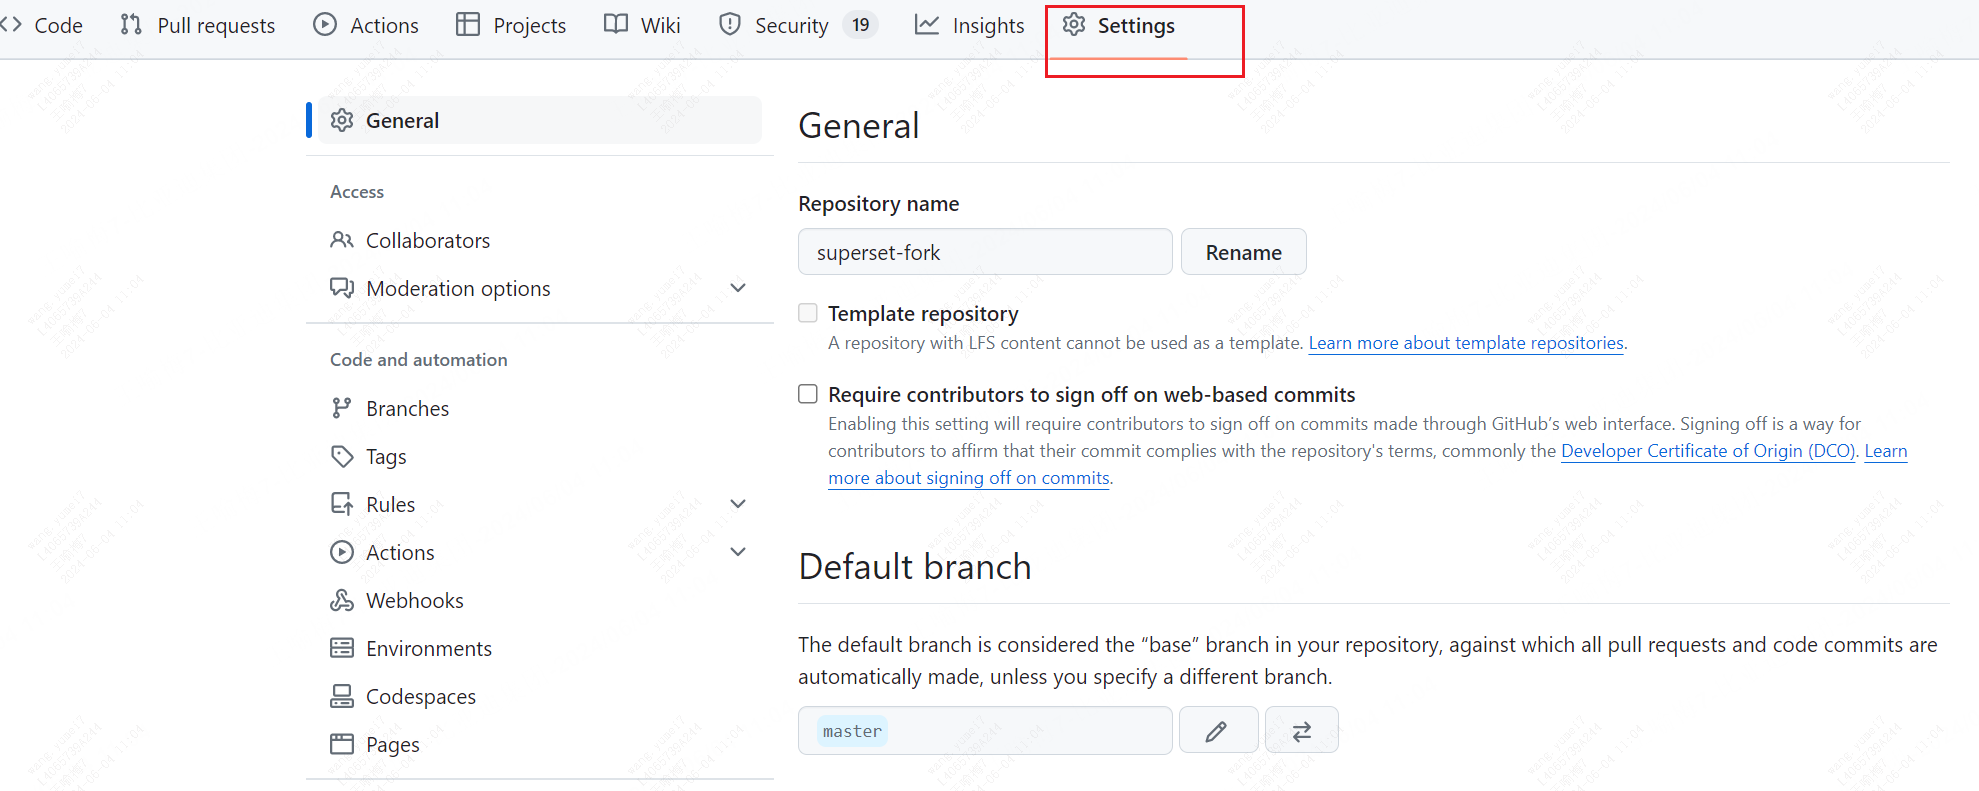 Code Pull requests Actions Projects Wiki Security 19 Insights Settings
General
Access
Collaborators
Moderation options
Code and automation
Branches
Tags
Rules
Actions
Webhooks
Environments
Codespaces
Pages
General
Repository name
superset-fork Rename
Template repository
A repository with LFS content cannot be used as a template. Learn more about template repositories.
Require contributors to sign off on web-based commits
Enabling this setting will require contributors to sign off on commits made through GitHub’s web interface. Signing off is a way for
contributors to affirm that their commit complies with the repository's terms, commonly the Developer Certificate of Origin (DCO). Learn
more about signing off on commits.
Default branch
The default branch is considered the “base” branch in your repository, against which all pull requests and code commits are
automatically made, unless you specify a different branch.
master